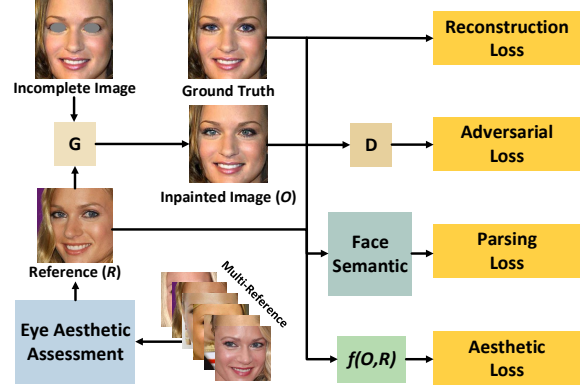 Incomplete Image
Ground Truth
Reconstruction
Loss
G
D
Adversarial
Loss
Inpainted Image (O)
Reference (R)
Face
Semantic
Parsing
Loss
Multi-Reference
Eye Aesthetic
Assessment
f(O,R)
Aesthetic
Loss